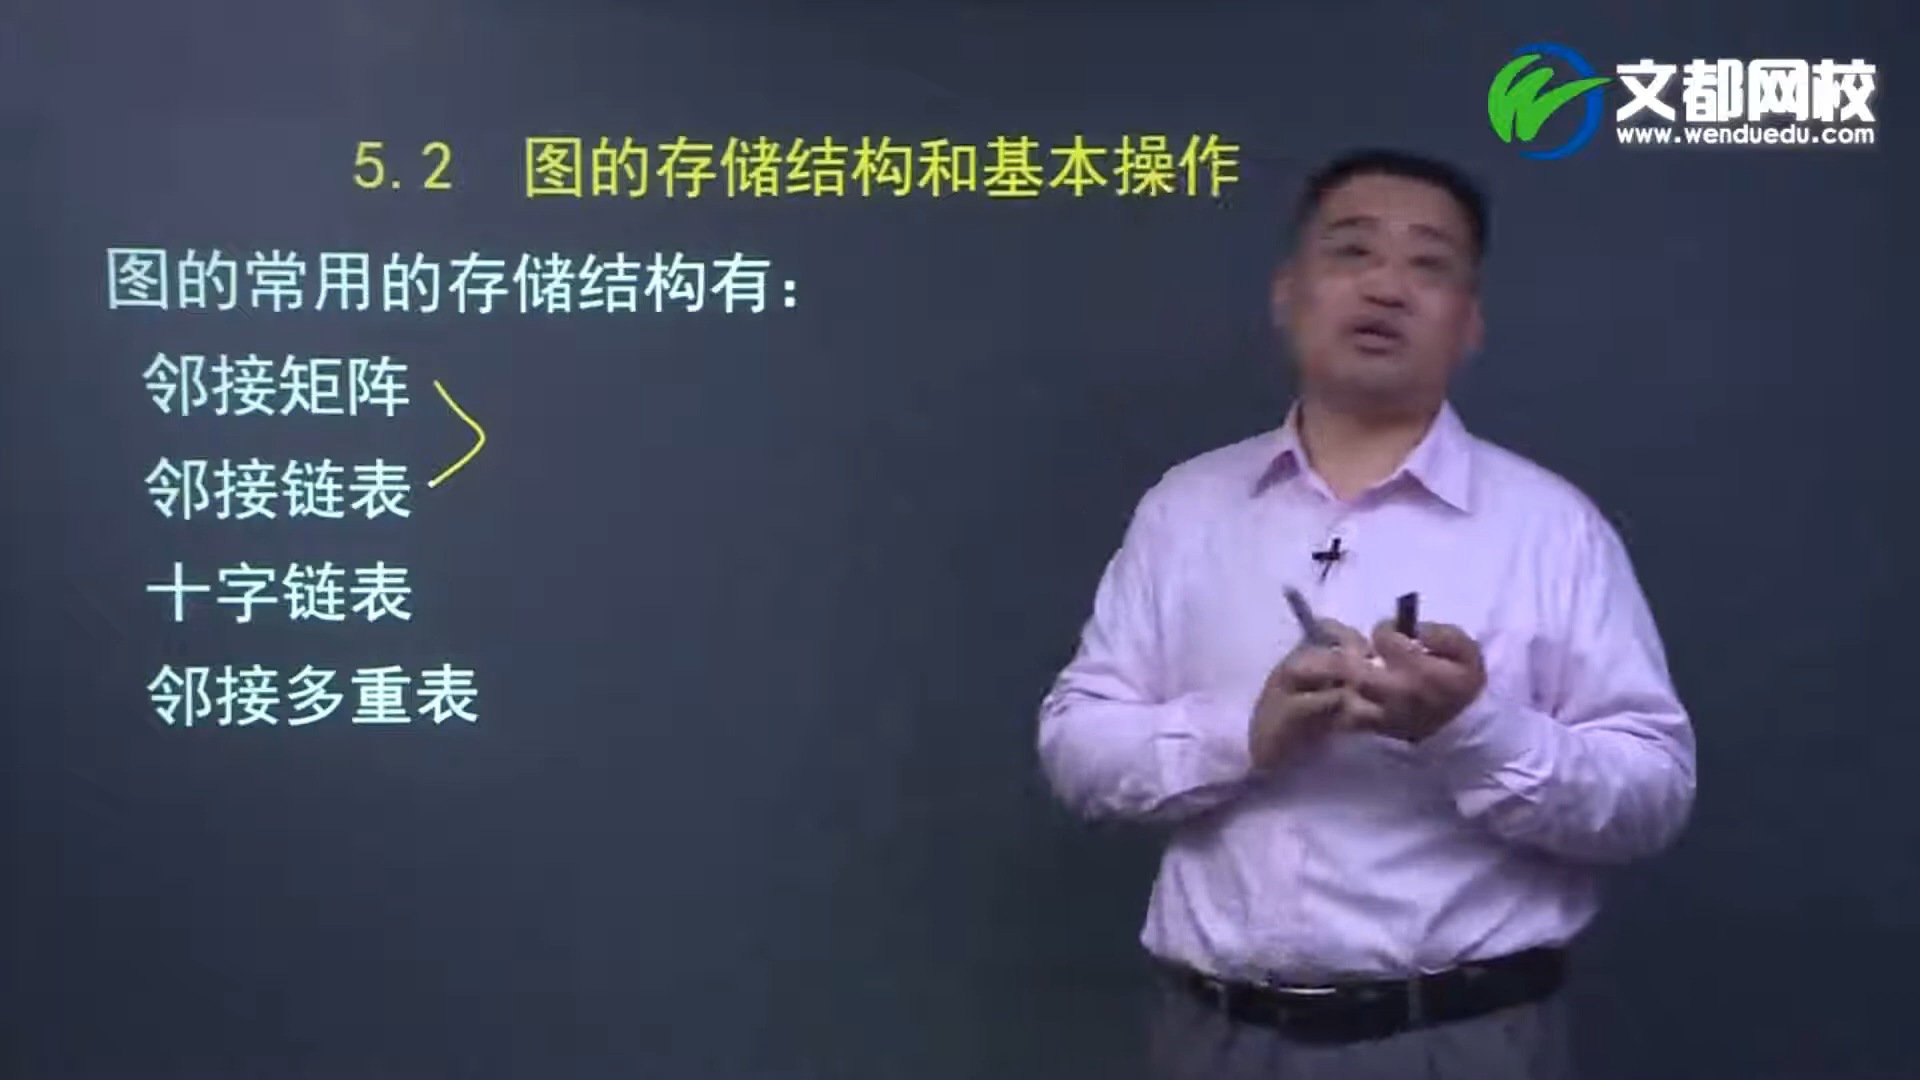 文都网校
www.wenduedu.com
5.2 图的存储结构和基本操作
图的常用的存储结构有：
邻接矩阵
邻接链表
十字链表
邻接多重表